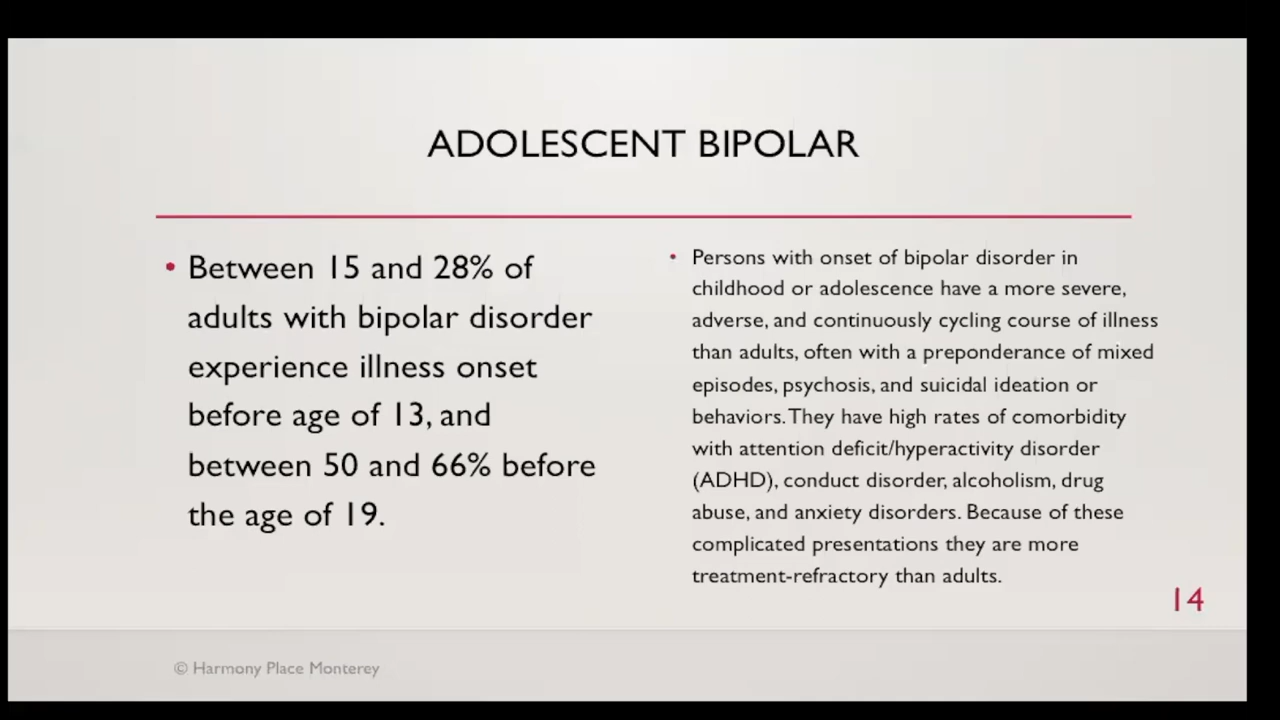 ADOLESCENT BIPOLAR
• Between 15 and 28% of
adults with bipolar disorder
experience illness onset
before age of 13, and
between 50 and 66% before
the age of 19.
• Persons with onset of bipolar disorder in
childhood or adolescence have a more severe,
adverse, and continuously cycling course of illness
than adults, often with a preponderance of mixed
episodes, psychosis, and suicidal ideation or
behaviors. They have high rates of comorbidity
with attention deficit/hyperactivity disorder
(ADHD), conduct disorder, alcoholism, drug
abuse, and anxiety disorders. Because of these
complicated presentations they are more
treatment-refractory than adults.
14
© Harmony Place Monterey